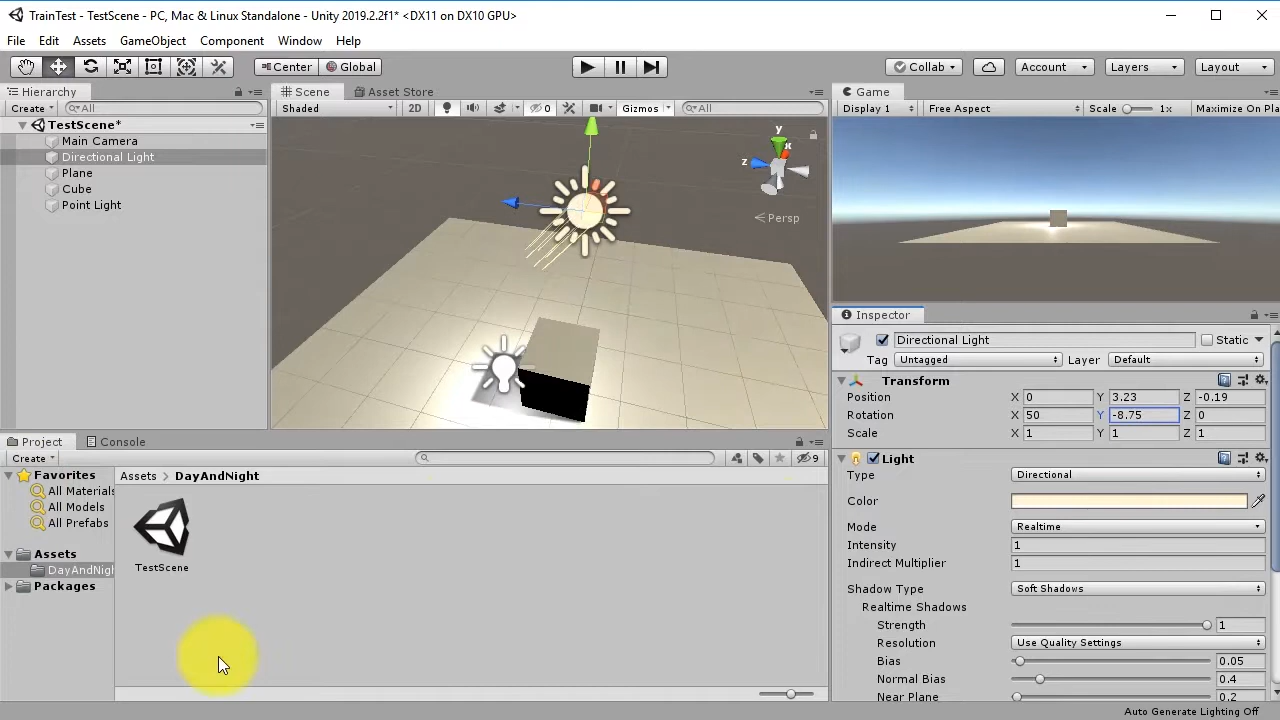 TrainTest - TestScene - PC, Mac & Linux Standalone - Unity 2019.2.2f1* <DX11 on DX10 GPU>
File Edit Assets GameObject Component Window Help
Center Global Collab Account Layers Layout
Hierarchy Scene Asset Store Game
Create All Shaded 2D 0 Gizmos All Display 1 Free Aspect Scale 1x Maximize On Pla
TestScene*
Main Camera
Directional Light
Plane
Cube
Point Light
y
x
z
Persp
Inspector
Directional Light Static
Tag Untagged Layer Default
Transform
Position X 0 Y 3.23 Z -0.19
Rotation X 50 Y -8.75 Z 0
Scale X 1 Y 1 Z 1
Light
Type Directional
Color
Mode Realtime
Intensity 1
Indirect Multiplier 1
Shadow Type Soft Shadows
Realtime Shadows
Strength 1
Resolution Use Quality Settings
Bias 0.05
Normal Bias 0.4
Near Plane 0.2
Project Console
Create 9
Favorites
All Materials
All Models
All Prefabs
Assets
DayAndNigh
Packages
Assets > DayAndNight
TestScene
Auto Generate Lighting Off